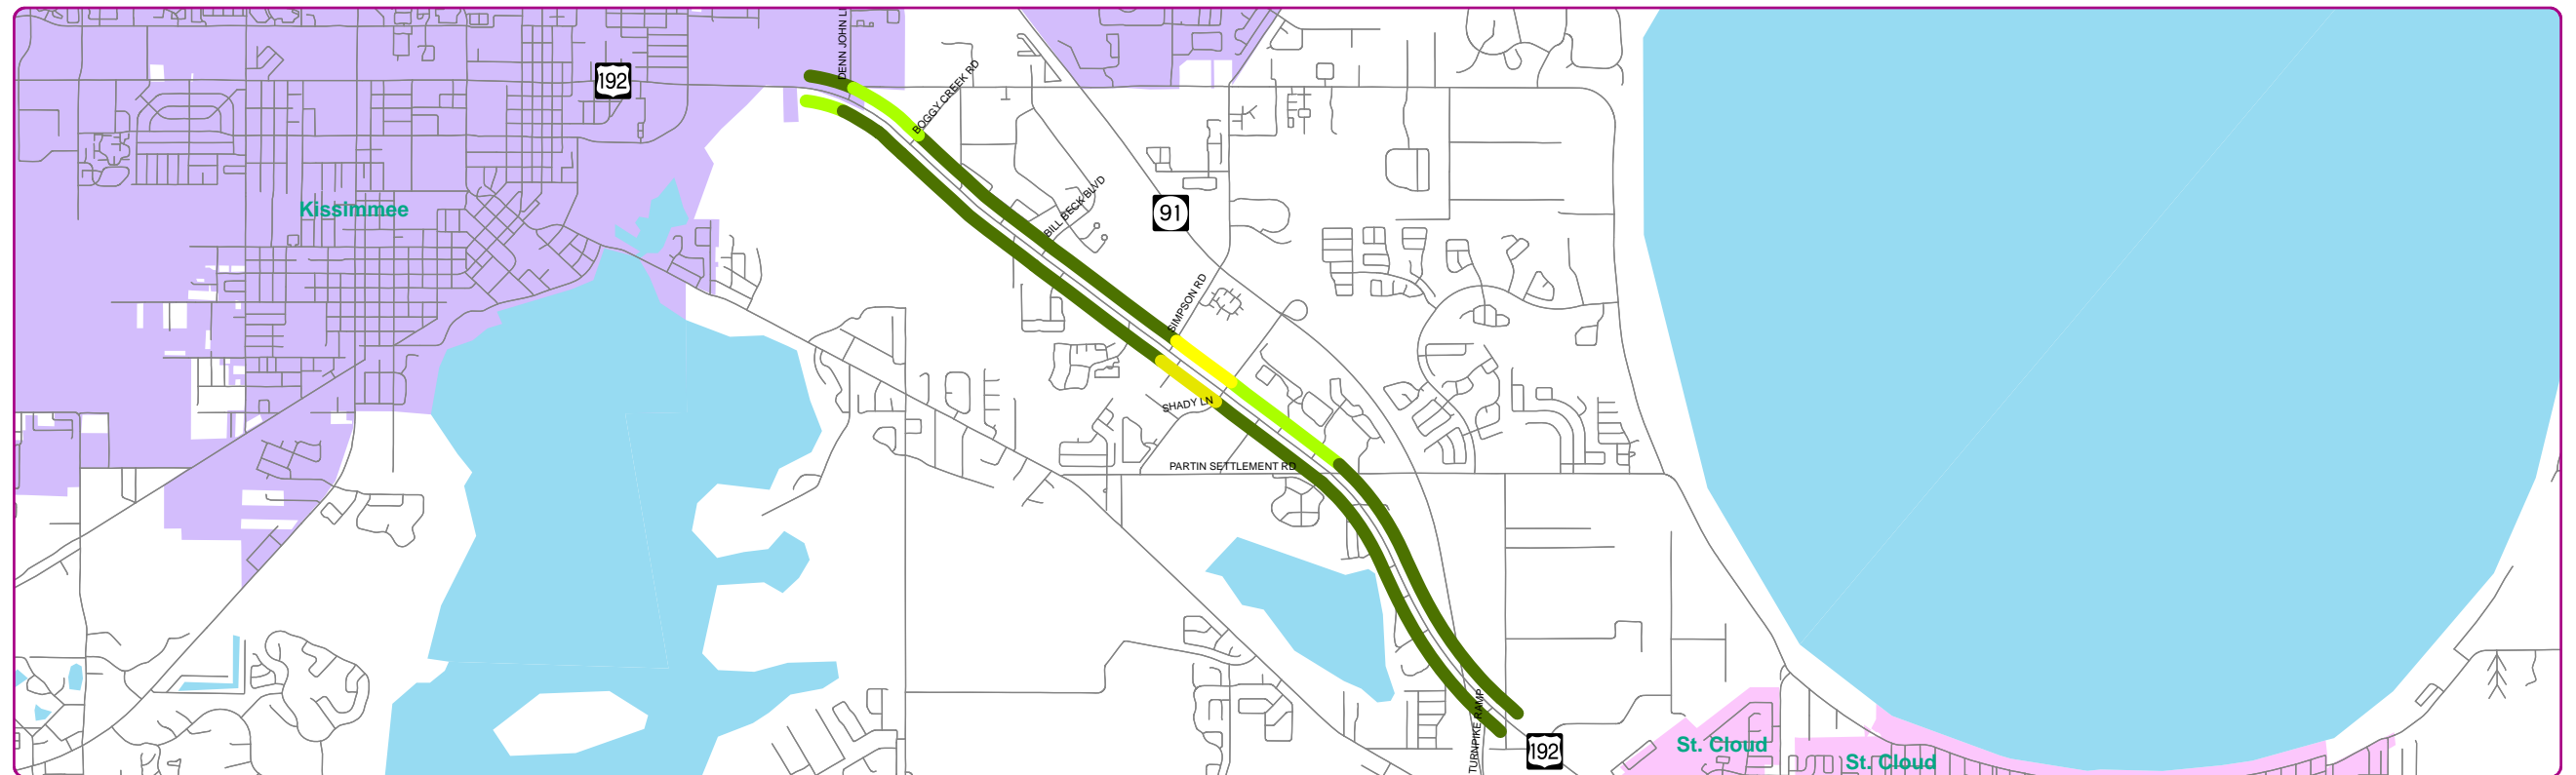 DENN JOHN L
192
BOGGY CREEK RD
BILL BECK BLVD
Kissimmee
91
SIMPSON RD
SHADY LN
PARTIN SETTLEMENT RD
TURNPIKE RAMP
192
St. Cloud
St. Cloud